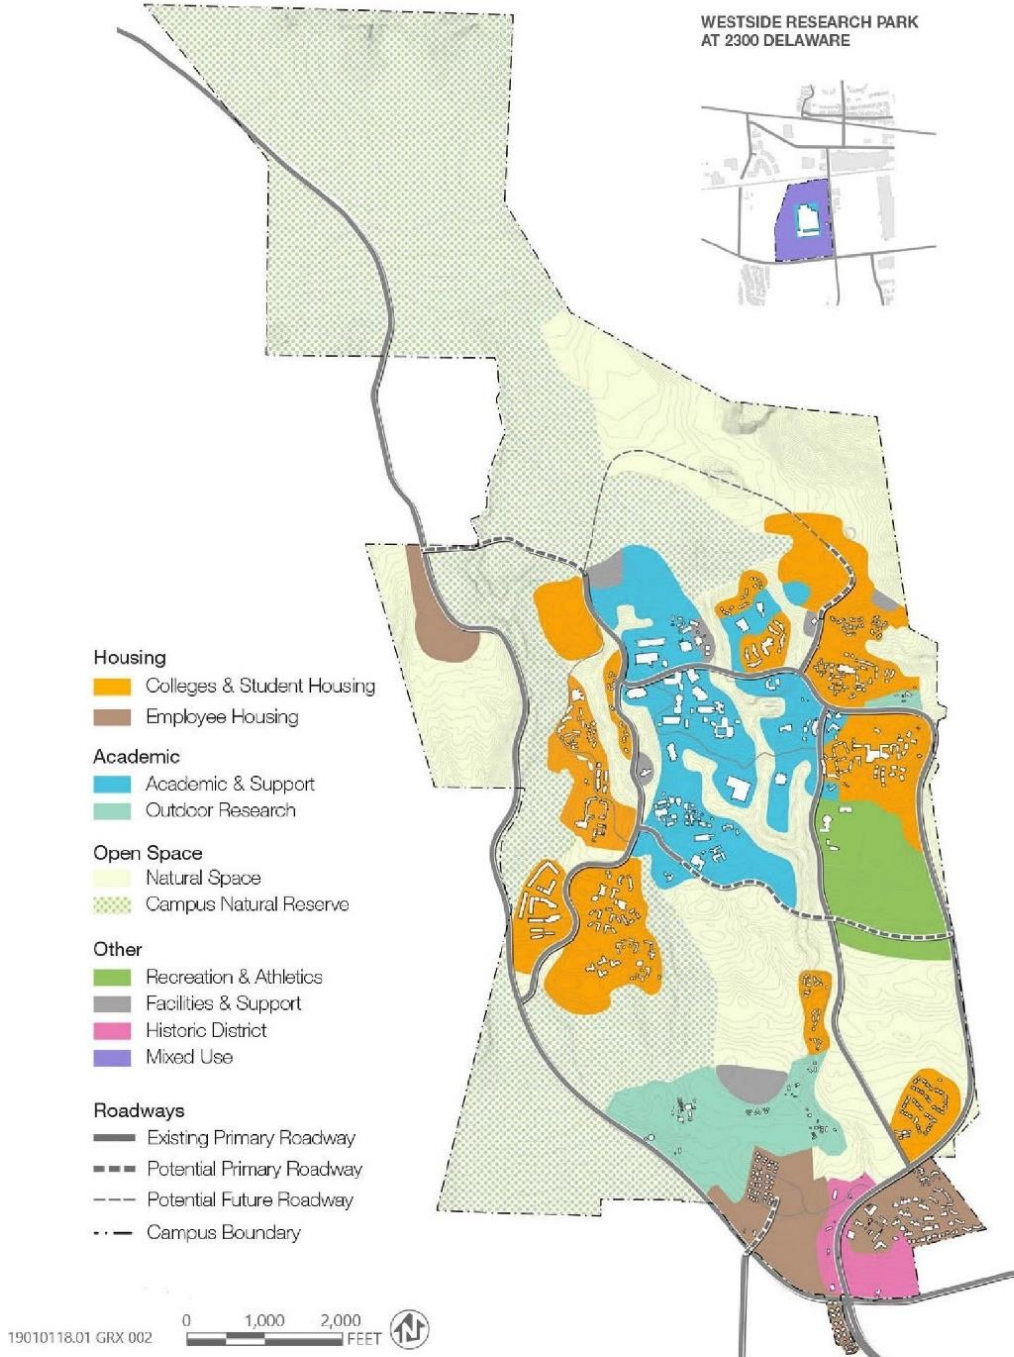 WESTSIDE RESEARCH PARK
AT 2300 DELAWARE
Housing
Colleges & Student Housing
Employee Housing
Academic
Academic & Support
Outdoor Research
Open Space
Natural Space
Campus Natural Reserve
Other
Recreation & Athletics
Facilities & Support
Historic District
Mixed Use
Roadways
Existing Primary Roadway
Potential Primary Roadway
Potential Future Roadway
Campus Boundary
0 1,000 2,000
FEET
N
19010118.01 GRX 002